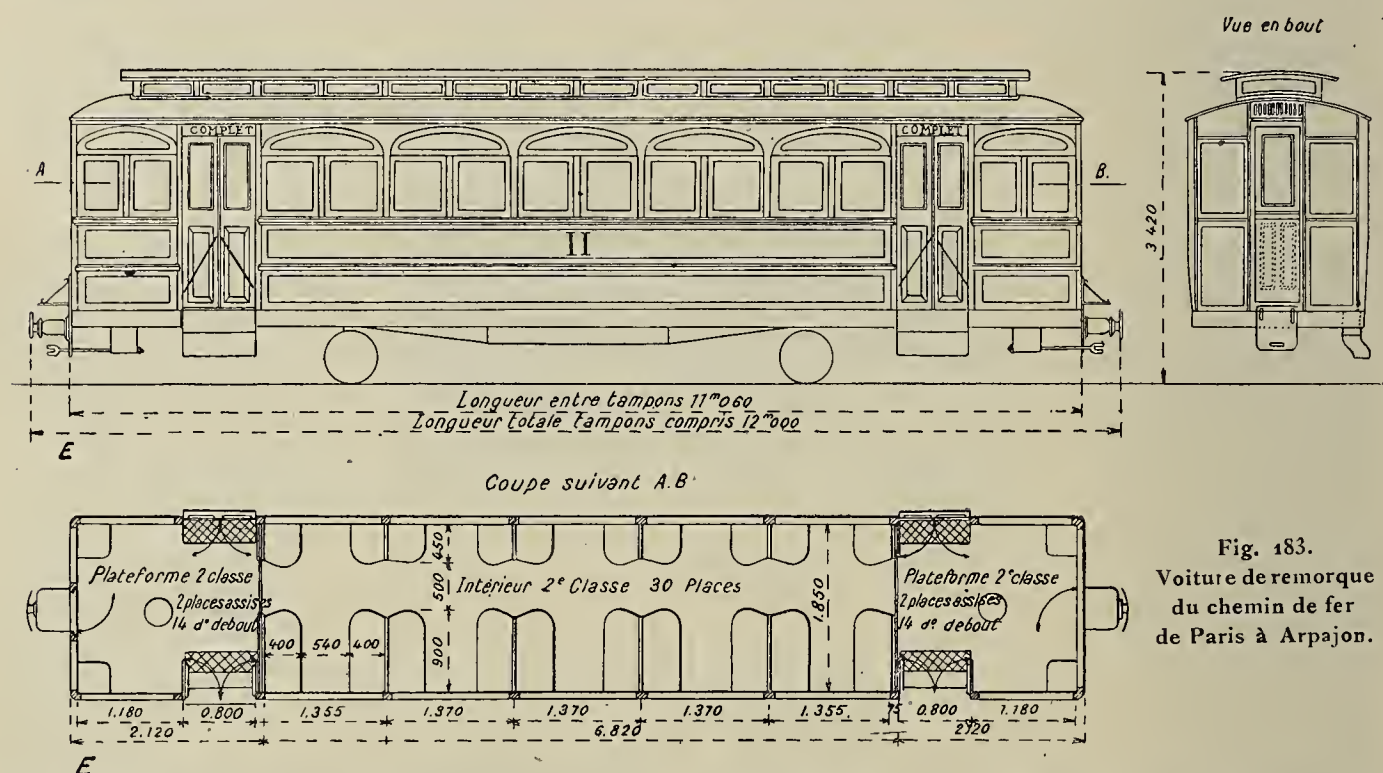 Vue en bout
COMPLET
COMPLET
A
B.
II
3 420
Longueur entre tampons 11m060
Longueur totale tampons compris 12m000
E
Coupe suivant A.B
Plateforme 2 classe
2 places assises
14 do debout
450
500
900
Intérieur 2e Classe 30 Places
1.850
400
540
400
Plateforme 2e classe
2 places assises
14 do debout
1.180
0.800
1.355
1.370
1.370
1.370
1.355
75
0.800
1.180
2.120
6.820
2120
E
Fig. 183.
Voiture de remorque
du chemin de fer
de Paris à Arpajon.